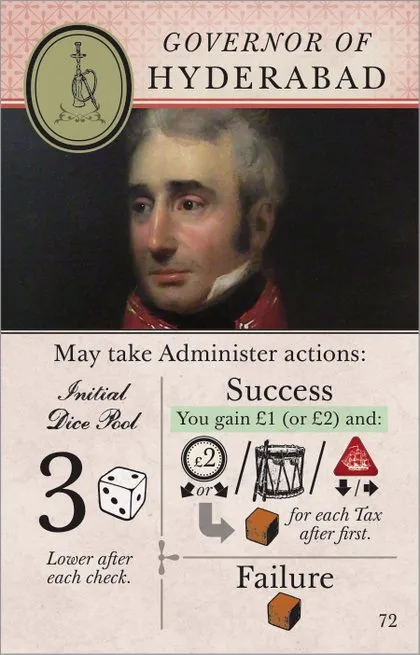 GOVERNOR OF
HYDERABAD
May take Administer actions:
Initial
Dice Pool
3
Lower after
each check.
Success
You gain £1 (or £2) and:
£2
or
/
/
/
for each Tax
after first.
Failure
72